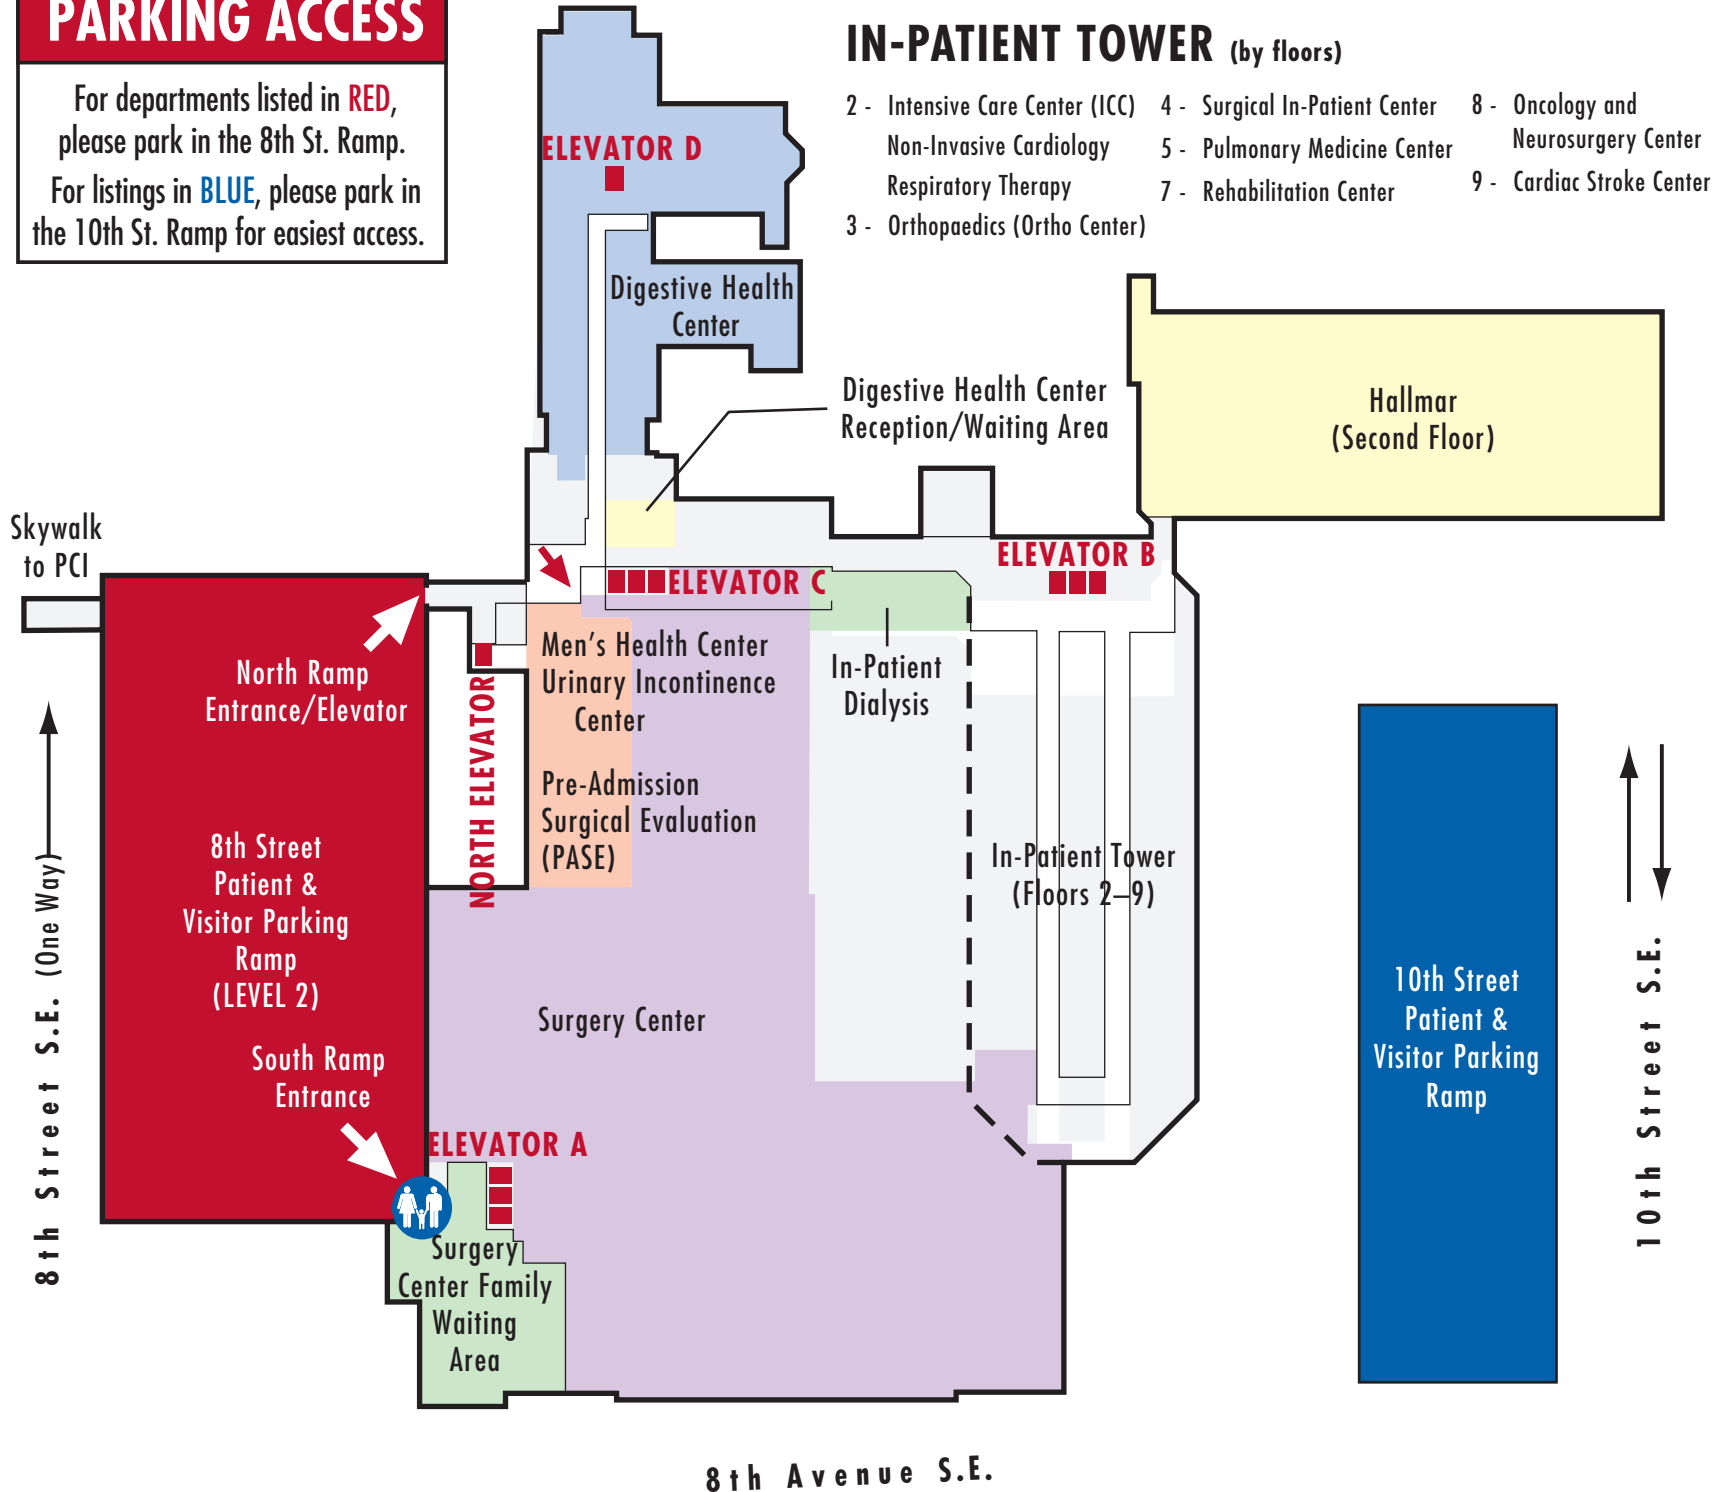 PARKING ACCESS
For departments listed in RED,
please park in the 8th St. Ramp.
For listings in BLUE, please park in
the 10th St. Ramp for easiest access.
IN-PATIENT TOWER (by floors)
2 - Intensive Care Center (ICC)
Non-Invasive Cardiology
Respiratory Therapy
3 - Orthopaedics (Ortho Center)
4 - Surgical In-Patient Center
5 - Pulmonary Medicine Center
7 - Rehabilitation Center
8 - Oncology and
Neurosurgery Center
9 - Cardiac Stroke Center
ELEVATOR D
Digestive Health
Center
Digestive Health Center
Reception/Waiting Area
Hallmar
(Second Floor)
Skywalk
to PCI
ELEVATOR B
ELEVATOR C
North Ramp
Entrance/Elevator
NORTH ELEVATOR
Men's Health Center
Urinary Incontinence
Center
Pre-Admission
Surgical Evaluation
(PASE)
In-Patient
Dialysis
In-Patient Tower
(Floors 2–9)
8th Street
Patient &
Visitor Parking
Ramp
(LEVEL 2)
South Ramp
Entrance
Surgery Center
10th Street
Patient &
Visitor Parking
Ramp
ELEVATOR A
Surgery
Center Family
Waiting
Area
8th Street S.E. (One Way)
10th Street S.E.
8th Avenue S.E.